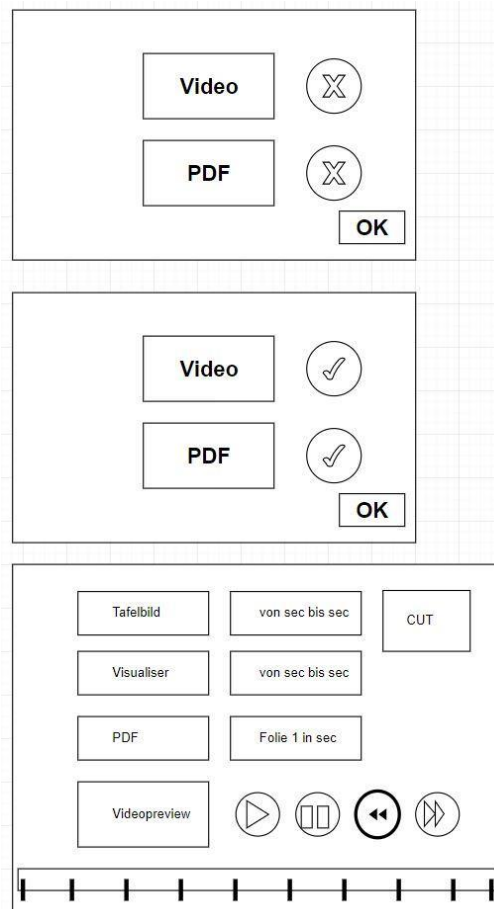 Video
PDF
OK
Video
PDF
OK
Tafelbild
von sec bis sec
CUT
Visualiser
von sec bis sec
PDF
Folie 1 in sec
Videopreview